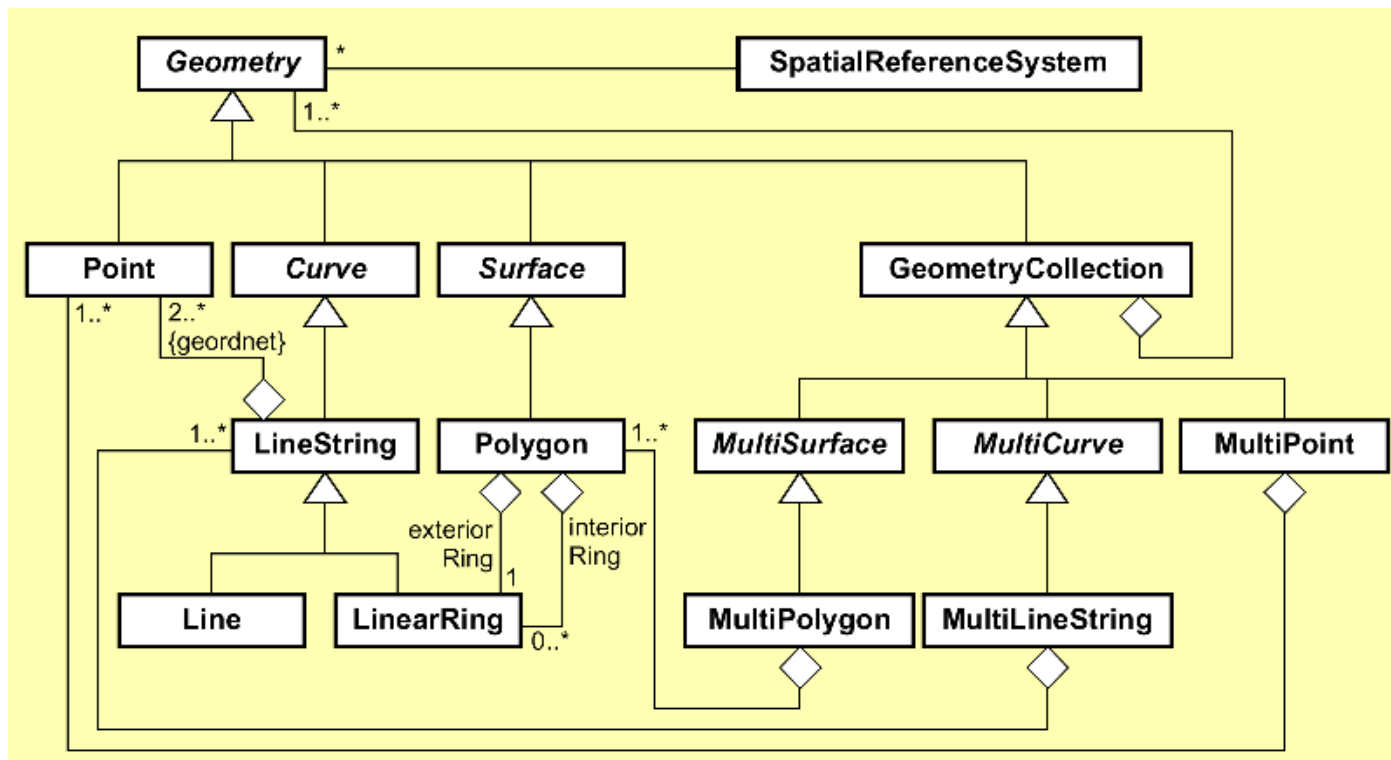 Geometry
*
SpatialReferenceSystem
1..*
Point
Curve
Surface
GeometryCollection
1..*
2..*
{geordnet}
1..*
LineString
Polygon
1..*
MultiSurface
MultiCurve
MultiPoint
exterior
Ring
interior
Ring
1
Line
LinearRing
0..*
MultiPolygon
MultiLineString